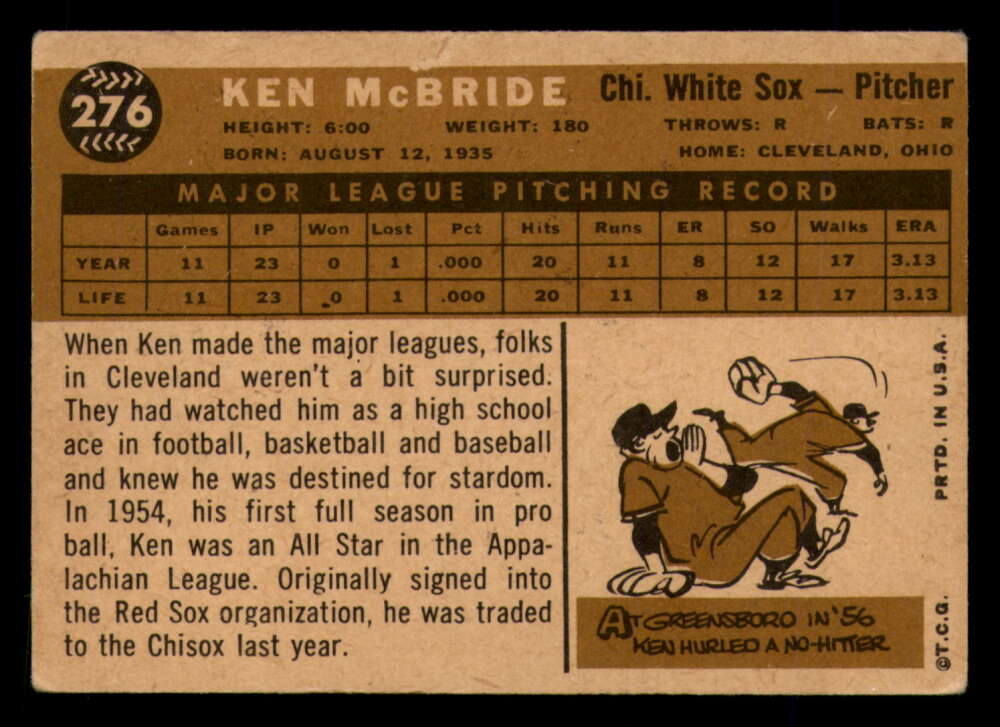 276
KEN McBRIDE
Chi. White Sox — Pitcher
HEIGHT: 6:00 WEIGHT: 180 THROWS: R BATS: R
BORN: AUGUST 12, 1935 HOME: CLEVELAND, OHIO
MAJOR LEAGUE PITCHING RECORD
Games IP Won Lost Pct Hits Runs ER SO Walks ERA
YEAR 11 23 0 1 .000 20 11 8 12 17 3.13
LIFE 11 23 0 1 .000 20 11 8 12 17 3.13
When Ken made the major leagues, folks
in Cleveland weren't a bit surprised.
They had watched him as a high school
ace in football, basketball and baseball
and knew he was destined for stardom.
In 1954, his first full season in pro
ball, Ken was an All Star in the Appa-
lachian League. Originally signed into
the Red Sox organization, he was traded
to the Chisox last year.
AT GREENSBORO IN '56
KEN HURLED A NO-HITTER
©T.C.G. PRTD. IN U.S.A.